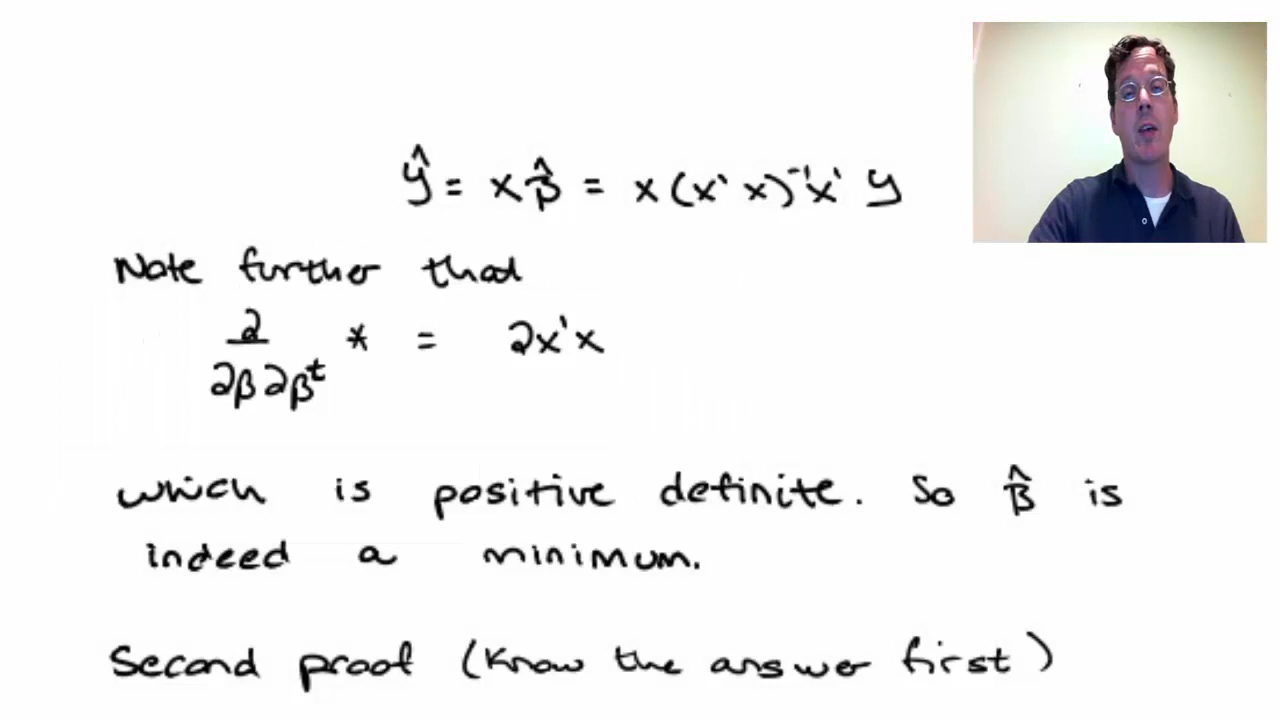 ŷ = xβ̂ = x(x'x)⁻¹x'y
Note further that
∂ / ∂β∂βᵗ * = 2x'x
which is positive definite. So β̂ is
indeed a minimum.
Second proof (Know the answer first)